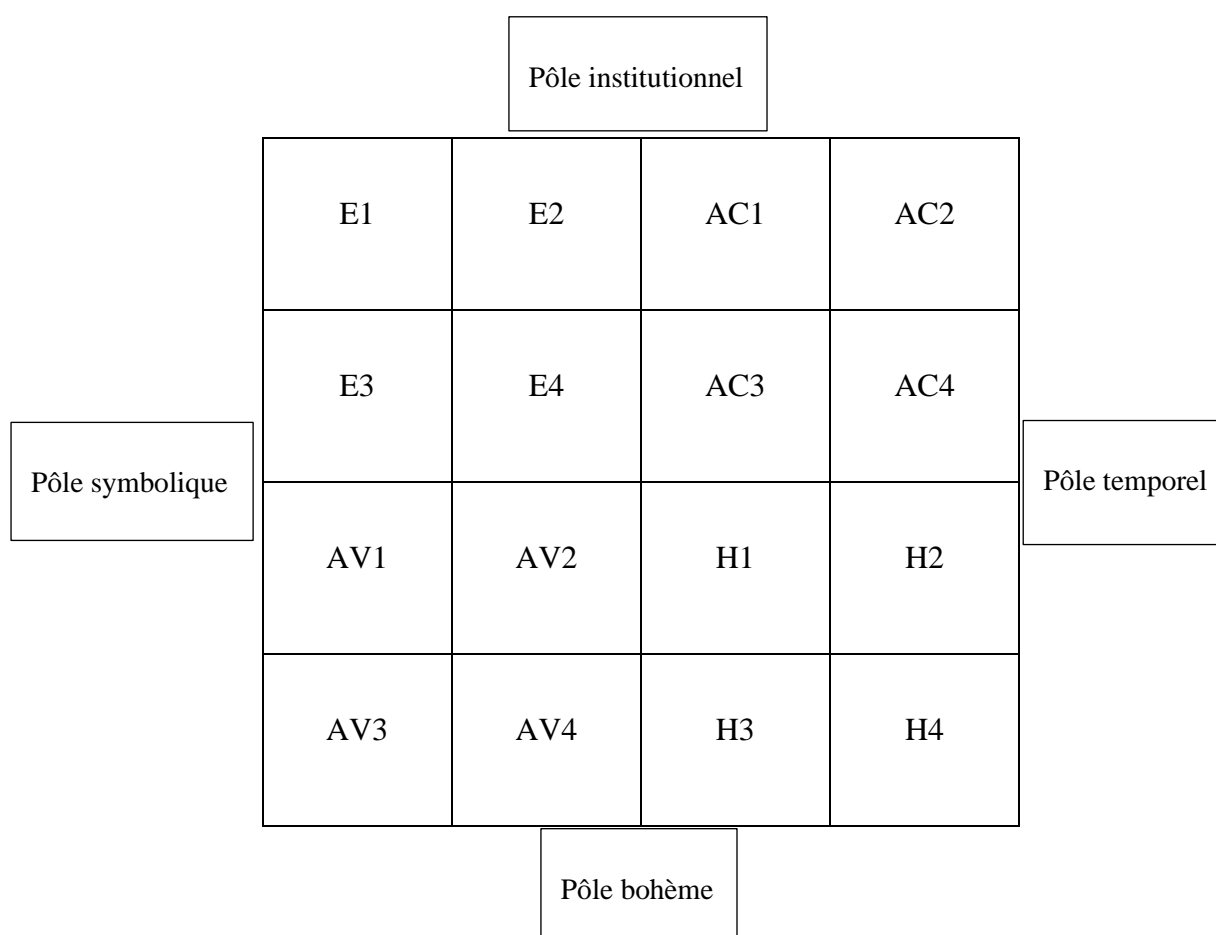 Pôle institutionnel
E1 E2 AC1 AC2
E3 E4 AC3 AC4
Pôle symbolique
Pôle temporel
AV1 AV2 H1 H2
AV3 AV4 H3 H4
Pôle bohème